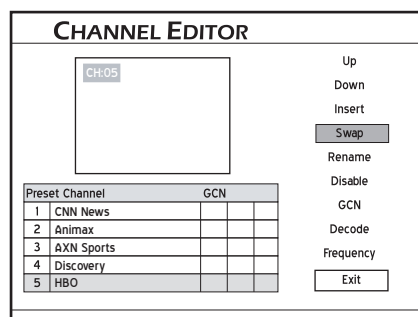 CHANNEL EDITOR
CH:05
Up
Down
Insert
Swap
Rename
Disable
GCN
Decode
Frequency
Exit
Preset Channel GCN
1 CNN News
2 Animax
3 AXN Sports
4 Discovery
5 HBO